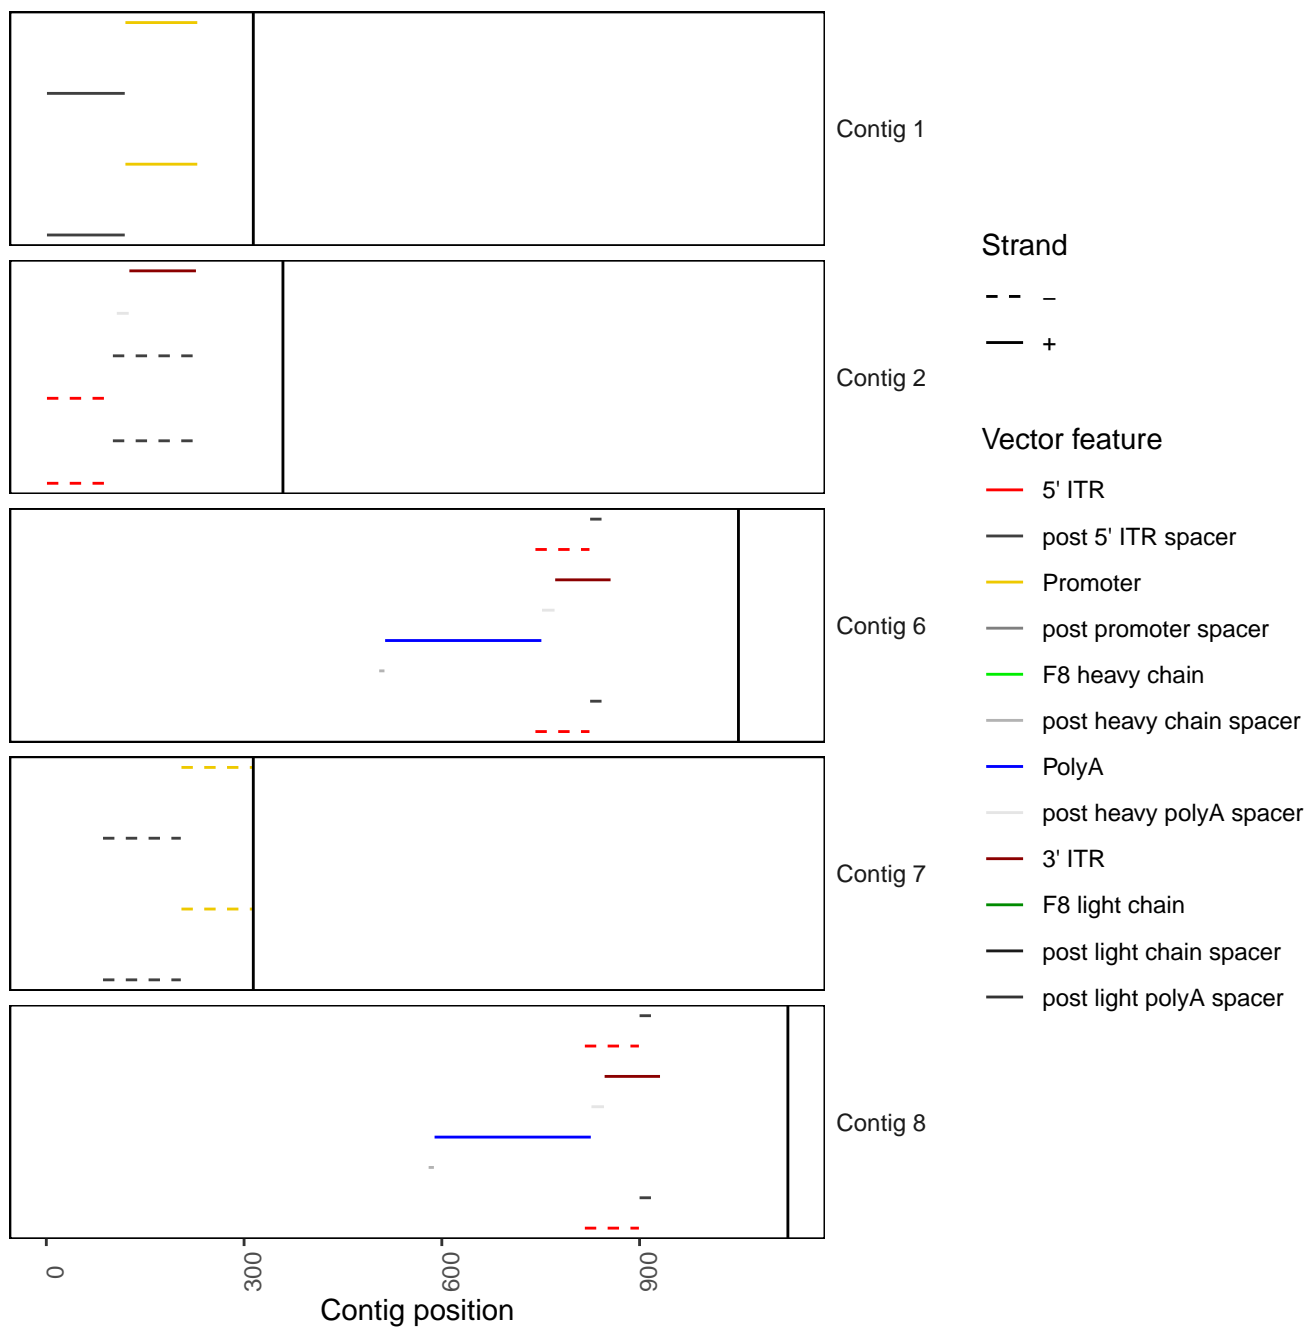 Contig 1
Contig 2
Contig 6
Contig 7
Contig 8
0
300
600
900
Contig position
Strand
−
+
Vector feature
5' ITR
post 5' ITR spacer
Promoter
post promoter spacer
F8 heavy chain
post heavy chain spacer
PolyA
post heavy polyA spacer
3' ITR
F8 light chain
post light chain spacer
post light polyA spacer